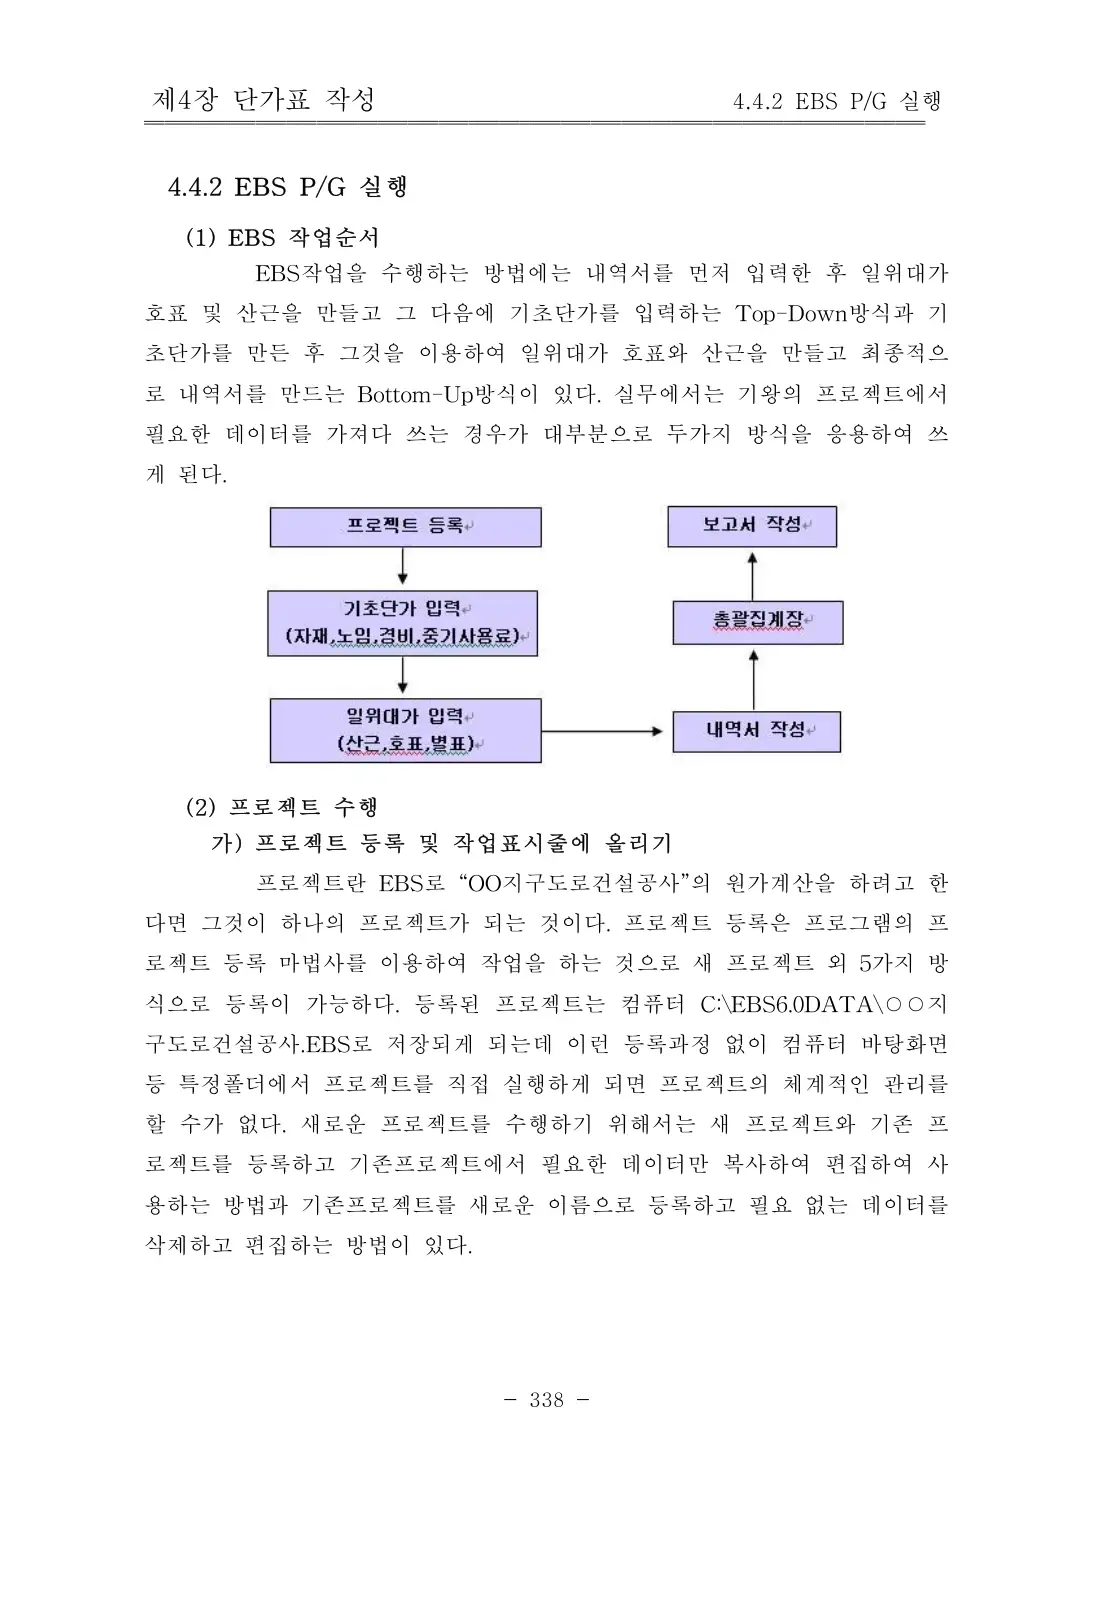 제4장 단가표 작성
4.4.2 EBS P/G 실행
4.4.2 EBS P/G 실행
(1) EBS 작업순서
EBS작업을 수행하는 방법에는 내역서를 먼저 입력한 후 일위대가
호표 및 산근을 만들고 그 다음에 기초단가를 입력하는 Top-Down방식과 기
초단가를 만든 후 그것을 이용하여 일위대가 호표와 산근을 만들고 최종적으
로 내역서를 만드는 Bottom-Up방식이 있다. 실무에서는 기왕의 프로젝트에서
필요한 데이터를 가져다 쓰는 경우가 대부분으로 두가지 방식을 응용하여 쓰
게 된다.
프로젝트 등록
기초단가 입력
(자재,노임,경비,중기사용료)
일위대가 입력
(산근,호표,별표)
내역서 작성
총괄집계장
보고서 작성
(2) 프로젝트 수행
가) 프로젝트 등록 및 작업표시줄에 올리기
프로젝트란 EBS로 “OO지구도로건설공사”의 원가계산을 하려고 한
다면 그것이 하나의 프로젝트가 되는 것이다. 프로젝트 등록은 프로그램의 프
로젝트 등록 마법사를 이용하여 작업을 하는 것으로 새 프로젝트 외 5가지 방
식으로 등록이 가능하다. 등록된 프로젝트는 컴퓨터 C:\EBS6.0DATA\○○지
구도로건설공사.EBS로 저장되게 되는데 이런 등록과정 없이 컴퓨터 바탕화면
등 특정폴더에서 프로젝트를 직접 실행하게 되면 프로젝트의 체계적인 관리를
할 수가 없다. 새로운 프로젝트를 수행하기 위해서는 새 프로젝트와 기존 프
로젝트를 등록하고 기존프로젝트에서 필요한 데이터만 복사하여 편집하여 사
용하는 방법과 기존프로젝트를 새로운 이름으로 등록하고 필요 없는 데이터를
삭제하고 편집하는 방법이 있다.
- 338 -